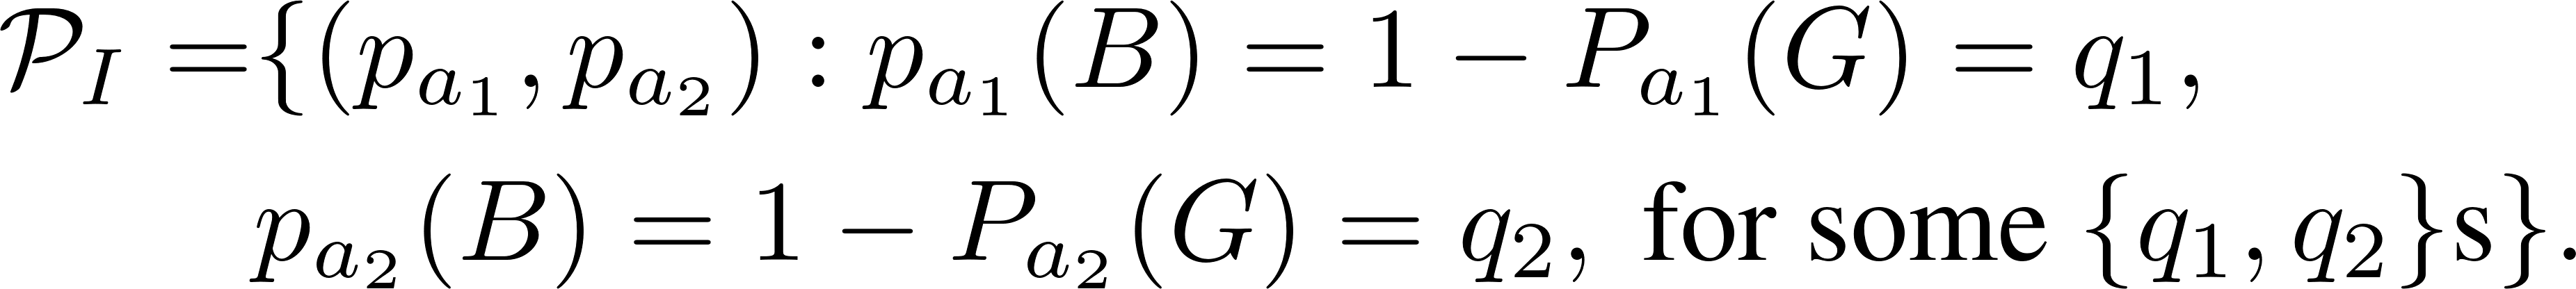 𝒫_I ={(p_{a_1}, p_{a_2}) : p_{a_1}(B) = 1 − P_{a_1}(G) = q_1,
p_{a_2}(B) = 1 − P_{a_2}(G) = q_2, for some {q_1, q_2}s}.